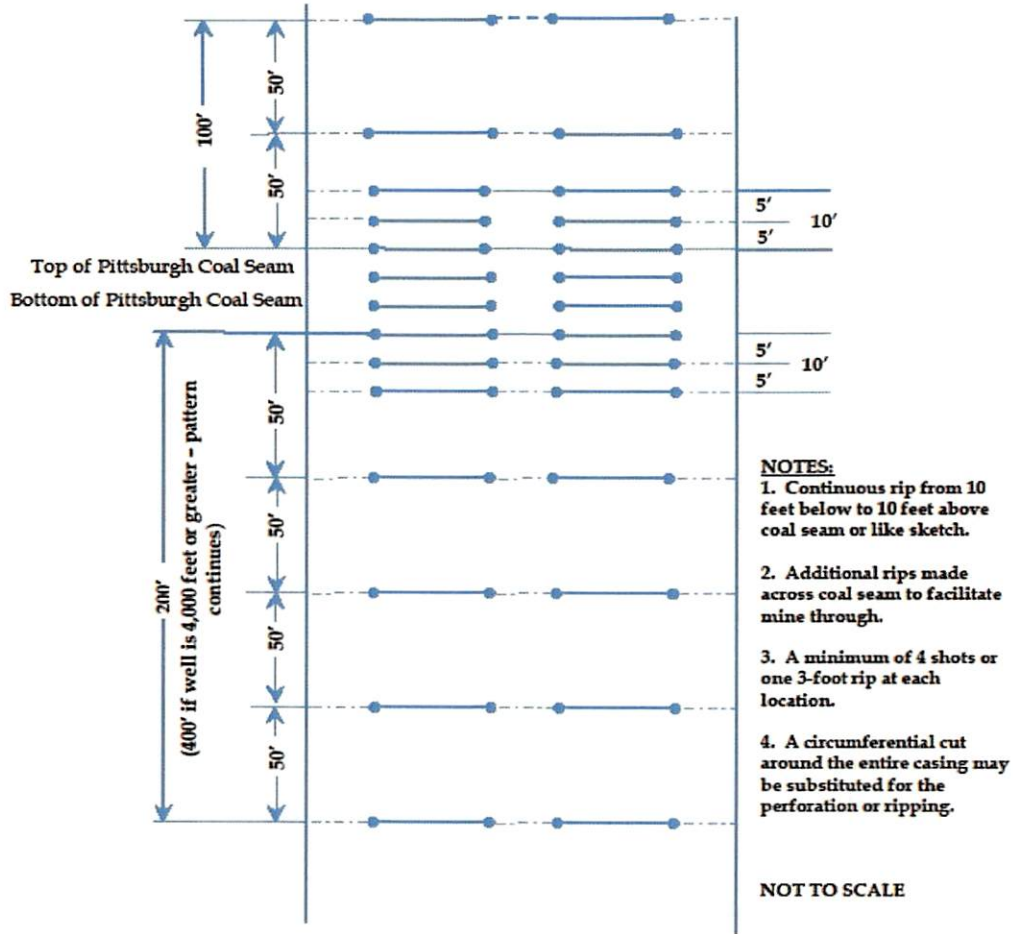 50'
100'
50'
5'
10'
5'
Top of Pittsburgh Coal Seam
Bottom of Pittsburgh Coal Seam
5'
10'
5'
50'
200'
(400' if well is 4,000 feet or greater – pattern
continues)
50'
50'
50'
NOTES:
1. Continuous rip from 10
feet below to 10 feet above
coal seam or like sketch.
2. Additional rips made
across coal seam to facilitate
mine through.
3. A minimum of 4 shots or
one 3-foot rip at each
location.
4. A circumferential cut
around the entire casing may
be substituted for the
perforation or ripping.
NOT TO SCALE